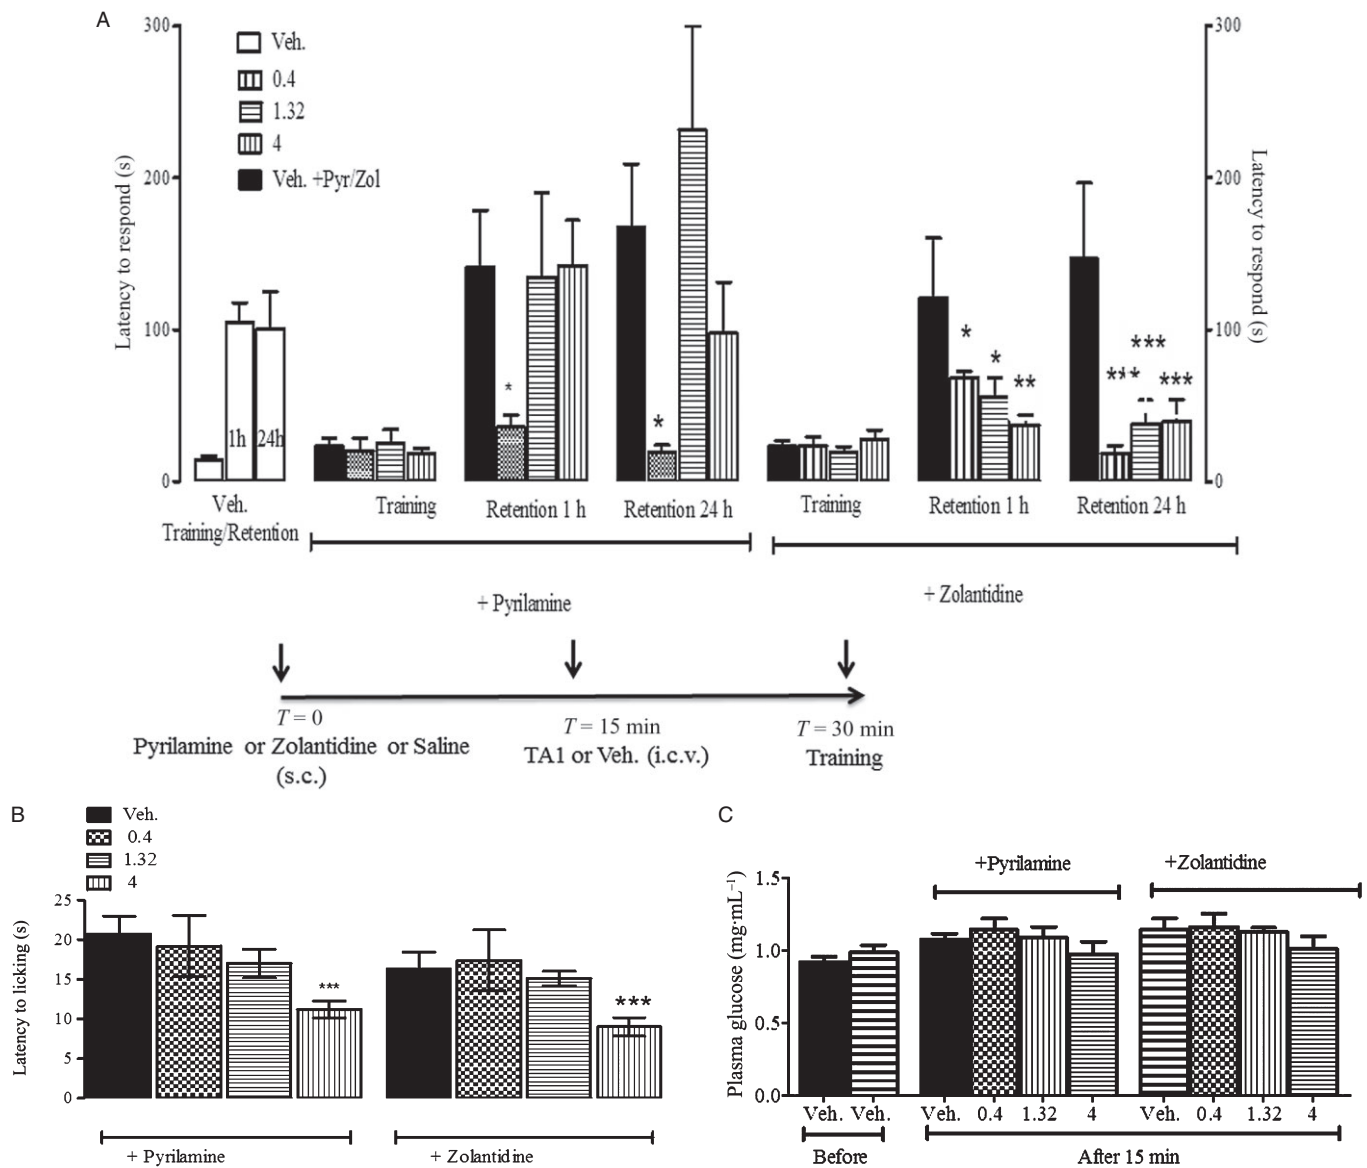 A
300
200
100
0
Latency to respond (s)
Veh.
0.4
1.32
4
Veh. +Pyr/Zol
1h
24h
*
*
*
*
**
***
***
***
300
200
100
0
Latency to respond (s)
Veh.
Training/Retention
Training
Retention 1 h
Retention 24 h
Training
Retention 1 h
Retention 24 h
+ Pyrilamine
+ Zolantidine
T = 0
Pyrilamine or Zolantidine or Saline
(s.c.)
T = 15 min
TA1 or Veh. (i.c.v.)
T = 30 min
Training
B
Veh.
0.4
1.32
4
25
20
15
10
5
0
Latency to licking (s)
***
***
+ Pyrilamine
+ Zolantidine
C
+Pyrilamine
+Zolantidine
1.5
1.0
0.5
0.0
Plasma glucose (mg·mL⁻¹)
Veh. Veh. Veh. 0.4 1.32 4 Veh. 0.4 1.32 4
Before
After 15 min